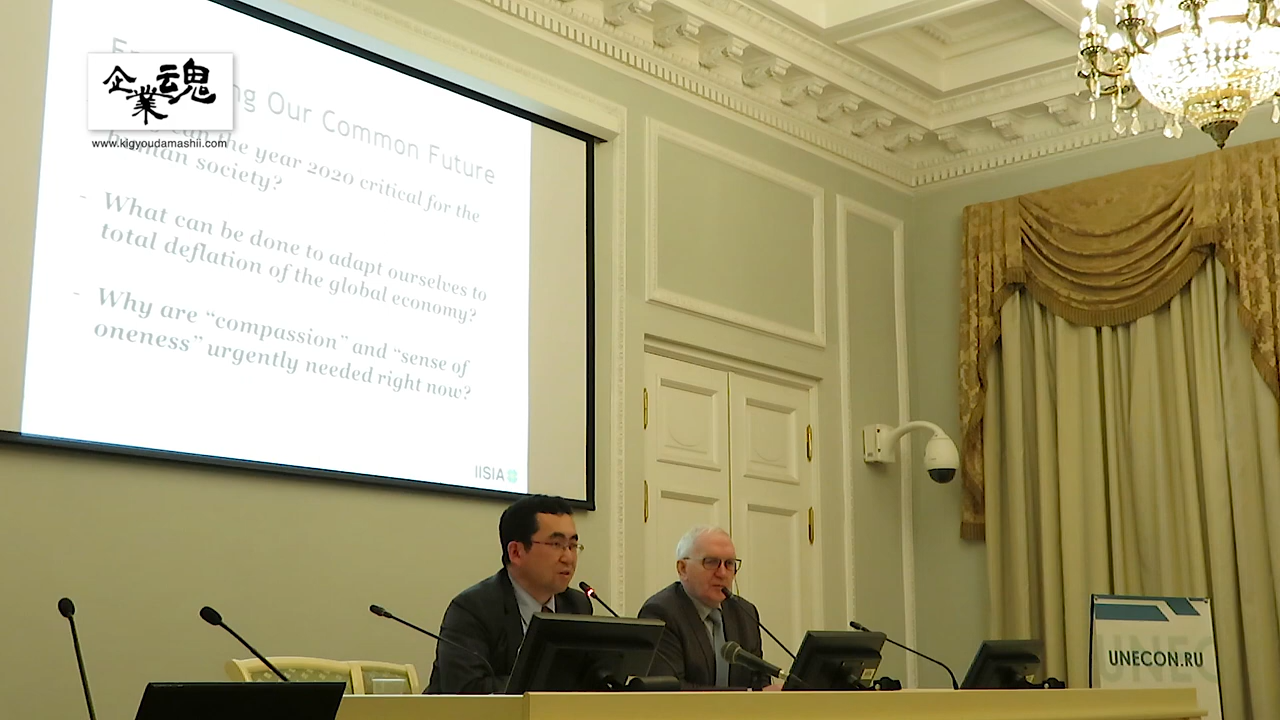 企業魂
www.kigyoudamashii.com
Our Common Future
the year 2020 critical for the
human society?
- What can be done to adapt ourselves to
total deflation of the global economy?
- Why are “compassion” and “sense of
oneness” urgently needed right now?
IISIA
UNECON.RU